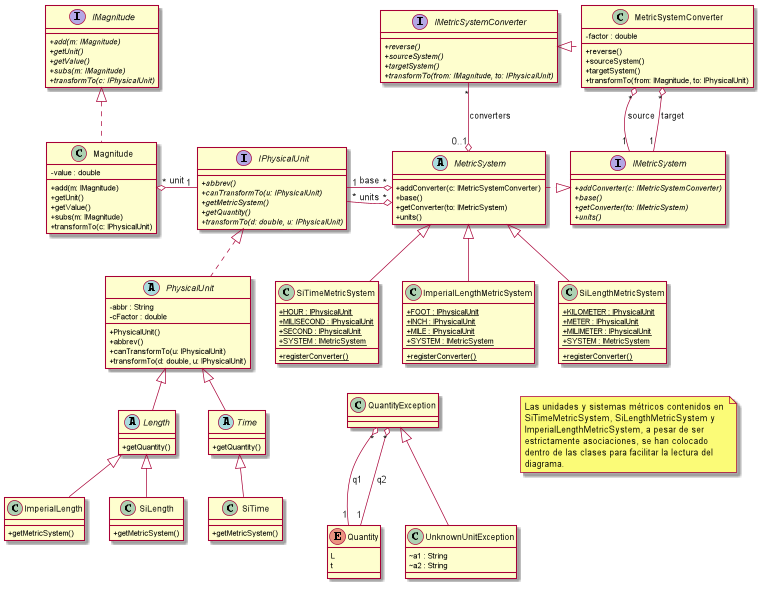 I IMagnitude
+add(m: IMagnitude)
+getUnit()
+getValue()
+subs(m: IMagnitude)
+transformTo(c: IPhysicalUnit)
I IMetricSystemConverter
+reverse()
+sourceSystem()
+targetSystem()
+transformTo(from: IMagnitude, to: IPhysicalUnit)
C MetricSystemConverter
-factor : double
+reverse()
+sourceSystem()
+targetSystem()
+transformTo(from: IMagnitude, to: IPhysicalUnit)
* converters 0..1
* source 1
* target 1
C Magnitude
-value : double
+add(m: IMagnitude)
+getUnit()
+getValue()
+subs(m: IMagnitude)
+transformTo(c: IPhysicalUnit)
* unit 1
I IPhysicalUnit
+abbrev()
+canTransformTo(u: IPhysicalUnit)
+getMetricSystem()
+getQuantity()
+transformTo(d: double, u: IPhysicalUnit)
1 base *
* units *
A MetricSystem
+addConverter(c: IMetricSystemConverter)
+base()
+getConverter(to: IMetricSystem)
+units()
I IMetricSystem
+addConverter(c: IMetricSystemConverter)
+base()
+getConverter(to: IMetricSystem)
+units()
A PhysicalUnit
-abbr : String
-cFactor : double
+PhysicalUnit()
+abbrev()
+canTransformTo(u: IPhysicalUnit)
+transformTo(d: double, u: IPhysicalUnit)
C SiTimeMetricSystem
+HOUR : IPhysicalUnit
+MILISECOND : IPhysicalUnit
+SECOND : IPhysicalUnit
+SYSTEM : IMetricSystem
+registerConverter()
C ImperialLengthMetricSystem
+FOOT : IPhysicalUnit
+INCH : IPhysicalUnit
+MILE : IPhysicalUnit
+SYSTEM : IMetricSystem
+registerConverter()
C SiLengthMetricSystem
+KILOMETER : IPhysicalUnit
+METER : IPhysicalUnit
+MILIMETER : IPhysicalUnit
+SYSTEM : IMetricSystem
+registerConverter()
A Length
+getQuantity()
A Time
+getQuantity()
C QuantityException
Las unidades y sistemas métricos contenidos en
SiTimeMetricSystem, SiLengthMetricSystem y
ImperialLengthMetricSystem, a pesar de ser
estrictamente asociaciones, se han colocado
dentro de las clases para facilitar la lectura del
diagrama.
* q1 1
* q2 1
C ImperialLength
+getMetricSystem()
C SiLength
+getMetricSystem()
C SiTime
+getMetricSystem()
E Quantity
L
t
C UnknownUnitException
~a1 : String
~a2 : String